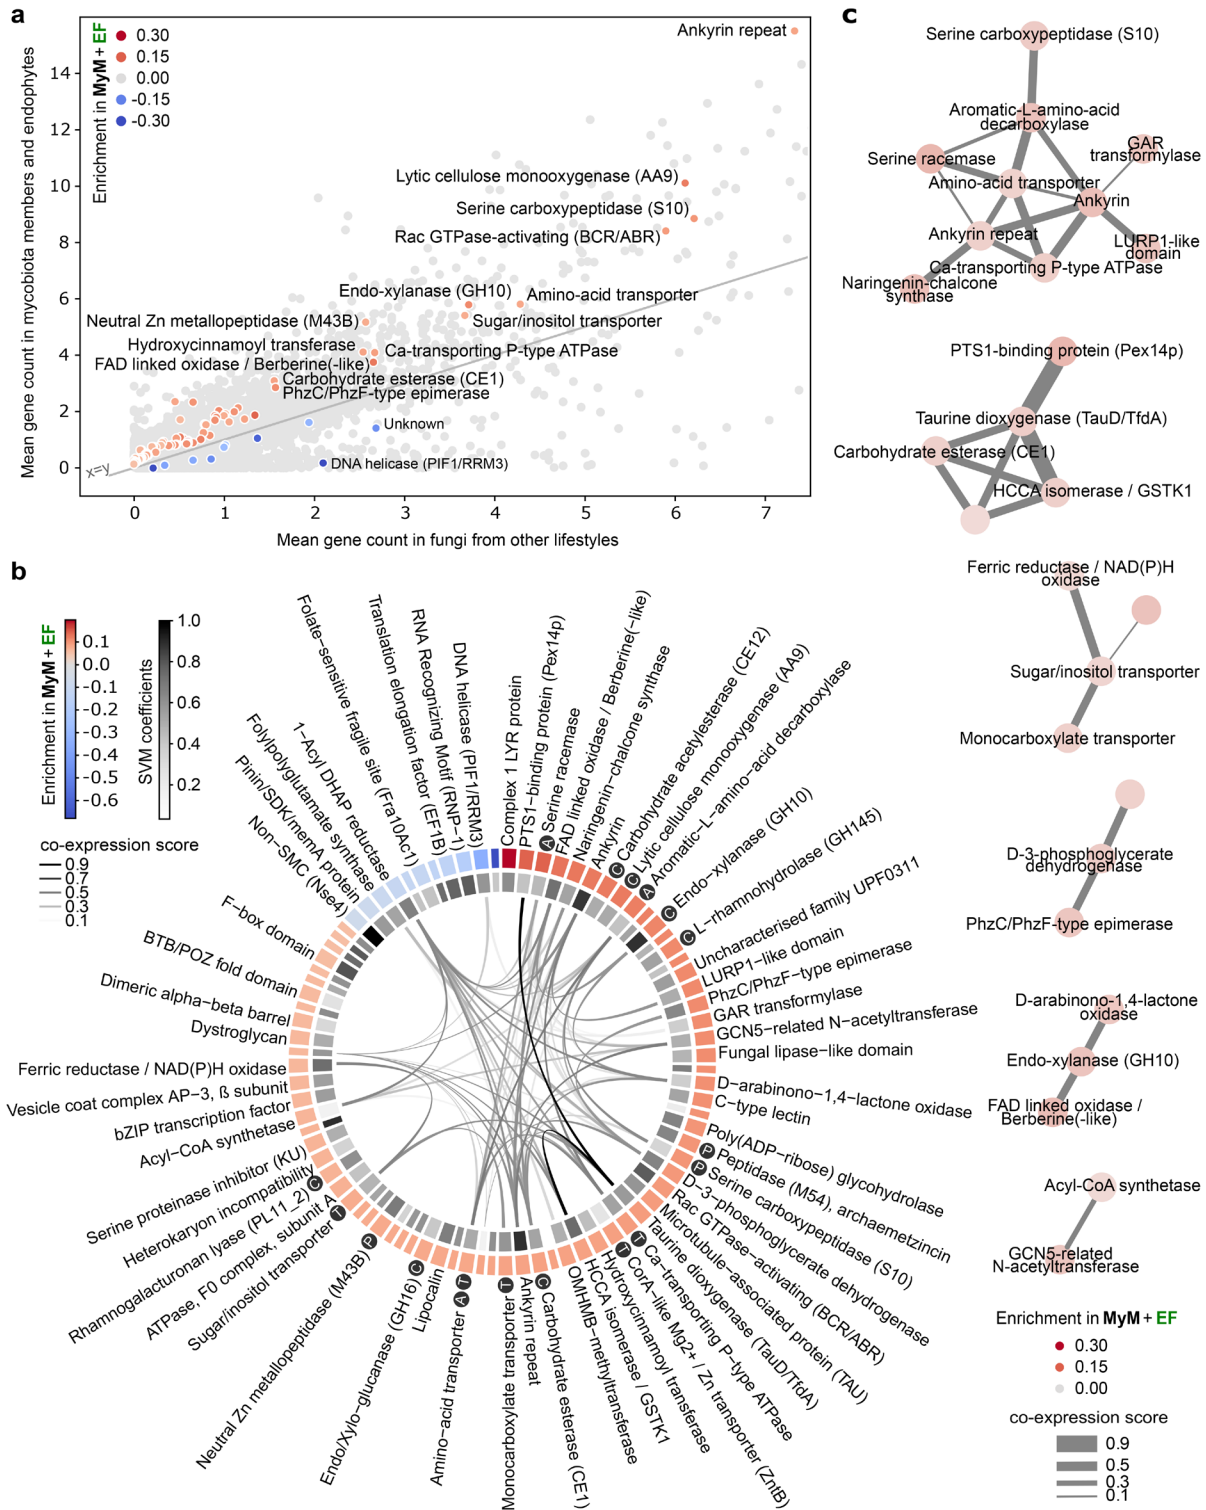 a
Enrichment in MyM + EF
0.30
0.15
0.00
-0.15
-0.30
Mean gene count in mycobiota members and endophytes
14
12
10
8
6
4
2
0
Ankyrin repeat
Lytic cellulose monooxygenase (AA9)
Serine carboxypeptidase (S10)
Rac GTPase-activating (BCR/ABR)
Endo-xylanase (GH10)
Amino-acid transporter
Neutral Zn metallopeptidase (M43B)
Sugar/inositol transporter
Hydroxycinnamoyl transferase
Ca-transporting P-type ATPase
FAD linked oxidase / Berberine(-like)
Carbohydrate esterase (CE1)
PhzC/PhzF-type epimerase
Unknown
DNA helicase (PIF1/RRM3)
x=y
0 1 2 3 4 5 6 7
Mean gene count in fungi from other lifestyles
b
Enrichment in MyM + EF
0.1
0.0
-0.1
-0.2
-0.3
-0.4
-0.5
-0.6
SVM coefficients
1.0
0.8
0.6
0.4
0.2
co-expression score
0.9
0.7
0.5
0.3
0.1
Complex 1 LYR protein
PTS1-binding protein (Pex14p)
A Serine racemase
FAD linked oxidase / Berberine(-like)
Naringenin-chalcone synthase
Ankyrin
C Carbohydrate acetylesterase (CE12)
C Lytic cellulose monooxygenase (AA9)
A Aromatic-L-amino-acid decarboxylase
C Endo-xylanase (GH10)
C L-rhamnohydrolase (GH145)
Uncharacterised family UPF0311
LURP1-like domain
PhzC/PhzF-type epimerase
GAR transformylase
GCN5-related N-acetyltransferase
Fungal lipase-like domain
D-arabinono-1,4-lactone oxidase
C-type lectin
Poly(ADP-ribose) glycohydrolase
P Peptidase (M54), archaemetzincin
P Serine carboxypeptidase (S10)
D-3-phosphoglycerate dehydrogenase
Rac GTPase-activating (BCR/ABR)
Microtubule-associated protein (TAU)
Taurine dioxygenase (TauD/TfdA)
T Ca-transporting P-type ATPase
T CorA-like Mg2+ / Zn transporter (ZntB)
Hydroxycinnamoyl transferase
HCCA isomerase / GSTK1
OMHMB-methyltransferase
C Carbohydrate esterase (CE1)
Ankyrin repeat
Monocarboxylate transporter T
Amino-acid transporter A T
Lipocalin
Endo/Xylo-glucanase (GH16) C
Neutral Zn metallopeptidase (M43B) P
Sugar/inositol transporter T
ATPase, F0 complex, subunit A
Rhamnogalacturonan lyase (PL11_2) C
Heterokaryon incompatibility
Serine proteinase inhibitor (KU)
Acyl-CoA synthetase
bZIP transcription factor
Vesicle coat complex AP-3, ß subunit
Ferric reductase / NAD(P)H oxidase
Dystroglycan
Dimeric alpha-beta barrel
BTB/POZ fold domain
F-box domain
Non-SMC (Nse4)
Pinin/SDK/memA protein
Folylpolyglutamate synthase
1-Acyl DHAP reductase
Folate-sensitive fragile site (Fra10Ac1)
Translation elongation factor (EF1B)
RNA Recognizing Motif (RNP-1)
DNA helicase (PIF1/RRM3)
c
Serine carboxypeptidase (S10)
Aromatic-L-amino-acid
decarboxylase
GAR
transformylase
Serine racemase
Amino-acid transporter
Ankyrin
Ankyrin repeat
LURP1-like
domain
Ca-transporting P-type ATPase
Naringenin-chalcone
synthase
PTS1-binding protein (Pex14p)
Taurine dioxygenase (TauD/TfdA)
Carbohydrate esterase (CE1)
HCCA isomerase / GSTK1
Ferric reductase / NAD(P)H
oxidase
Sugar/inositol transporter
Monocarboxylate transporter
D-3-phosphoglycerate
dehydrogenase
PhzC/PhzF-type epimerase
D-arabinono-1,4-lactone
oxidase
Endo-xylanase (GH10)
FAD linked oxidase /
Berberine(-like)
Acyl-CoA synthetase
GCN5-related
N-acetyltransferase
Enrichment in MyM + EF
0.30
0.15
0.00
co-expression score
0.9
0.5
0.3
0.1